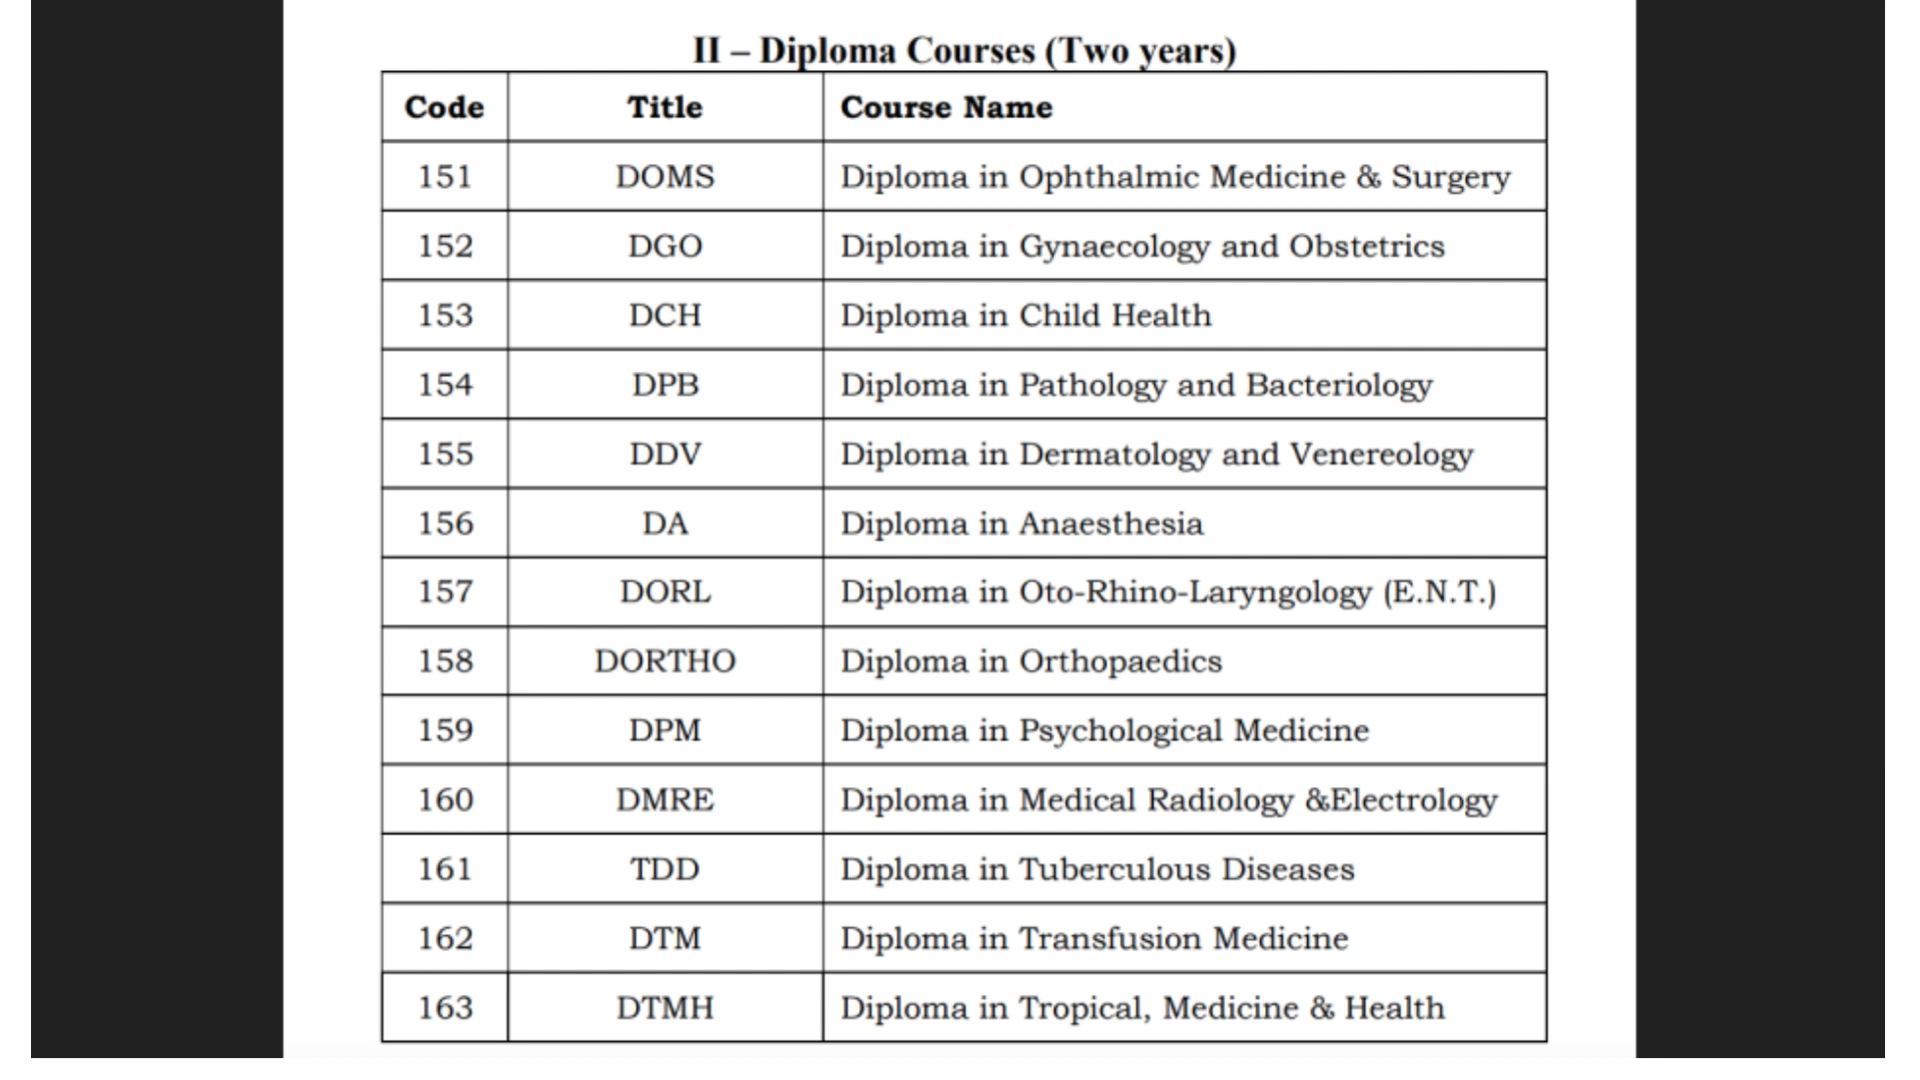 II – Diploma Courses (Two years)
Code Title Course Name
151 DOMS Diploma in Ophthalmic Medicine & Surgery
152 DGO Diploma in Gynaecology and Obstetrics
153 DCH Diploma in Child Health
154 DPB Diploma in Pathology and Bacteriology
155 DDV Diploma in Dermatology and Venereology
156 DA Diploma in Anaesthesia
157 DORL Diploma in Oto-Rhino-Laryngology (E.N.T.)
158 DORTHO Diploma in Orthopaedics
159 DPM Diploma in Psychological Medicine
160 DMRE Diploma in Medical Radiology &Electrology
161 TDD Diploma in Tuberculous Diseases
162 DTM Diploma in Transfusion Medicine
163 DTMH Diploma in Tropical, Medicine & Health